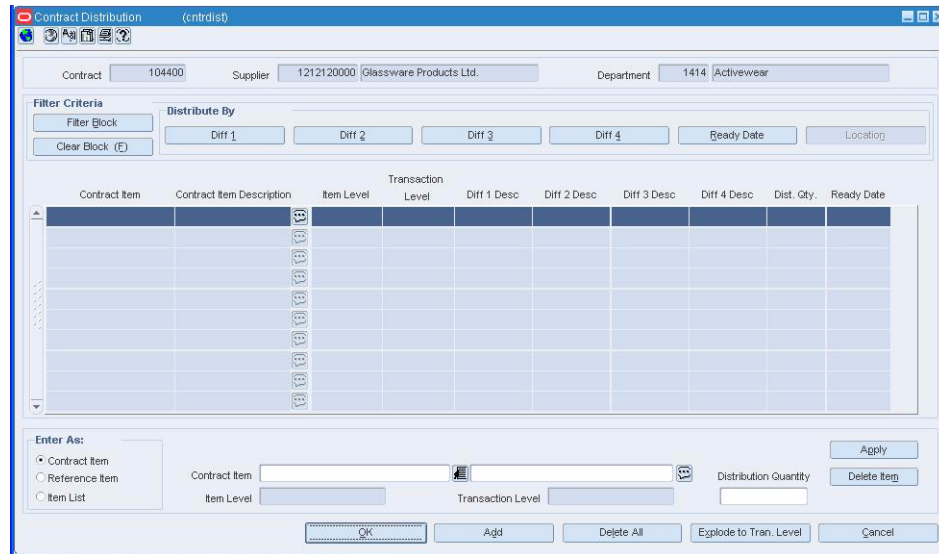 Contract Distribution (cntrdist)
Contract 104400 Supplier 1212120000 Glassware Products Ltd. Department 1414 Activewear
Filter Criteria
Filter Block
Clear Block (F)
Distribute By
Diff 1 Diff 2 Diff 3 Diff 4 Ready Date Location
Contract Item Contract Item Description Item Level Transaction Level Diff 1 Desc Diff 2 Desc Diff 3 Desc Diff 4 Desc Dist. Qty. Ready Date
Enter As:
Contract Item
Reference Item
Item List
Contract Item
Item Level Transaction Level
Distribution Quantity
Apply
Delete Item
OK Add Delete All Explode to Tran. Level Cancel